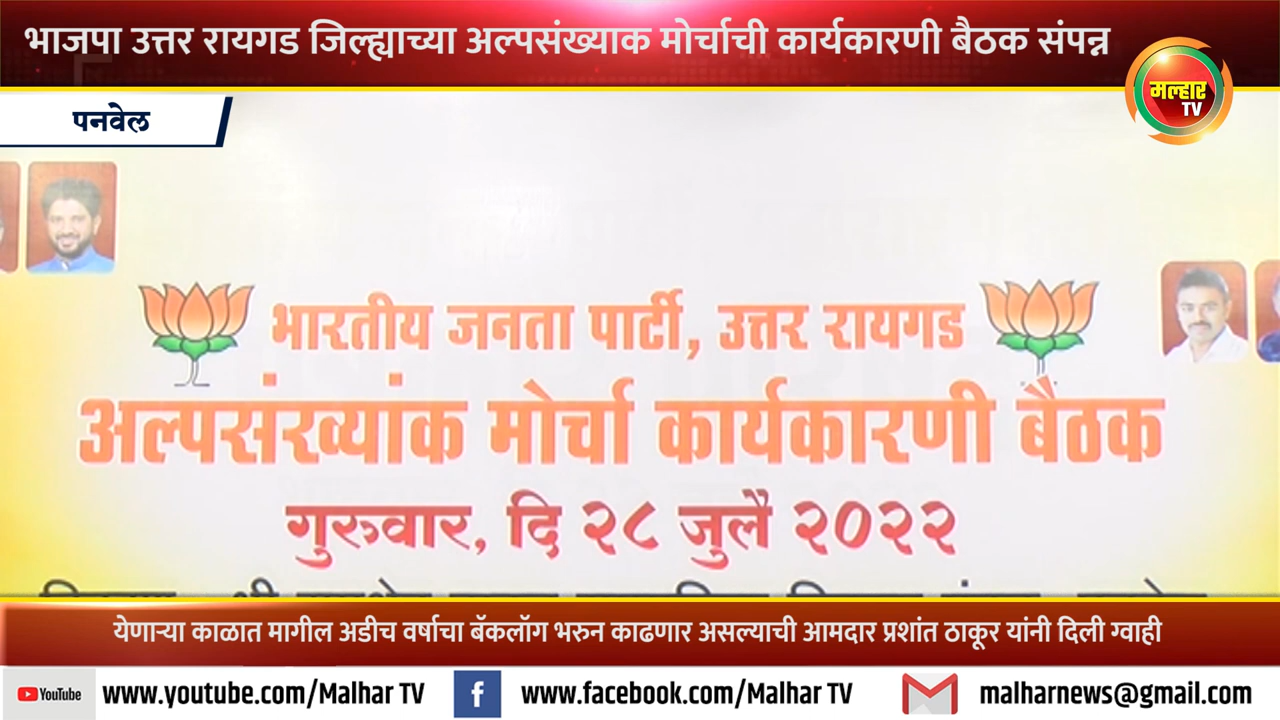 भाजपा उत्तर रायगड जिल्ह्याच्या अल्पसंख्याक मोर्चाची कार्यकारणी बैठक संपन्न
मल्हार
TV
पनवेल
भारतीय जनता पार्टी, उत्तर रायगड
अल्पसंख्यांक मोर्चा कार्यकारणी बैठक
गुरुवार, दि २८ जुलै २०२२
येणाऱ्या काळात मागील अडीच वर्षाचा बॅकलॉग भरुन काढणार असल्याची आमदार प्रशांत ठाकूर यांनी दिली ग्वाही
YouTube www.youtube.com/Malhar TV www.facebook.com/Malhar TV malharnews@gmail.com